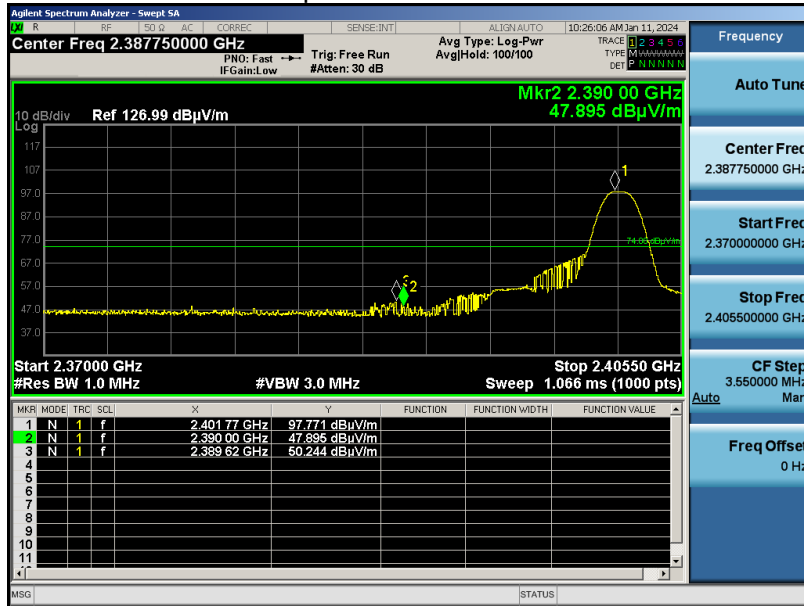 Agilent Spectrum Analyzer - Swept SA
LXI R RF 50 Ω AC CORREC SENSE:INT ALIGN AUTO 10:26:06 AM Jan 11, 2024
Center Freq 2.387750000 GHz
PNO: Fast
IFGain:Low
Trig: Free Run
#Atten: 30 dB
Avg Type: Log-Pwr
Avg|Hold: 100/100
TRACE 1 2 3 4 5 6
TYPE M
DET P N N N N N
Frequency
Mkr2 2.390 00 GHz
47.895 dBµV/m
10 dB/div Ref 126.99 dBµV/m
Log
117
107
97.0
87.0
77.0
67.0
57.0
47.0
37.0
1
2
74.00 dBµV/m
Start 2.37000 GHz
Stop 2.40550 GHz
#Res BW 1.0 MHz
#VBW 3.0 MHz
Sweep 1.066 ms (1000 pts)
MKR MODE TRC SCL X Y FUNCTION FUNCTION WIDTH FUNCTION VALUE
1 N 1 f 2.401 77 GHz 97.771 dBµV/m
2 N 1 f 2.390 00 GHz 47.895 dBµV/m
3 N 1 f 2.389 62 GHz 50.244 dBµV/m
4
5
6
7
8
9
10
11
Auto Tune
Center Freq
2.387750000 GHz
Start Freq
2.370000000 GHz
Stop Freq
2.405500000 GHz
CF Step
3.550000 MHz
Auto Man
Freq Offset
0 Hz
MSG
STATUS